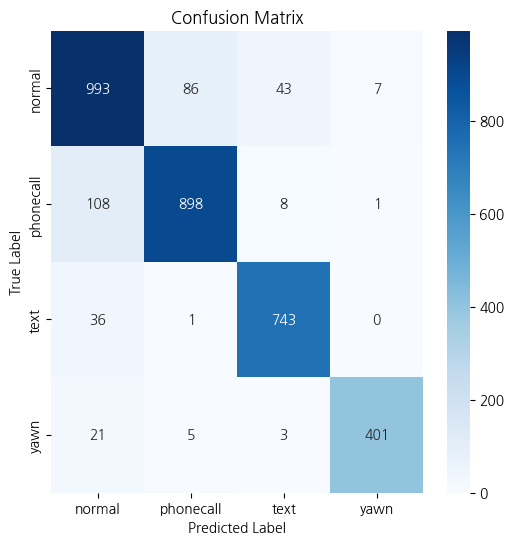 Confusion Matrix
normal 993 86 43 7
phonecall 108 898 8 1
text 36 1 743 0
yawn 21 5 3 401
True Label
normal phonecall text yawn
Predicted Label
800
600
400
200
0